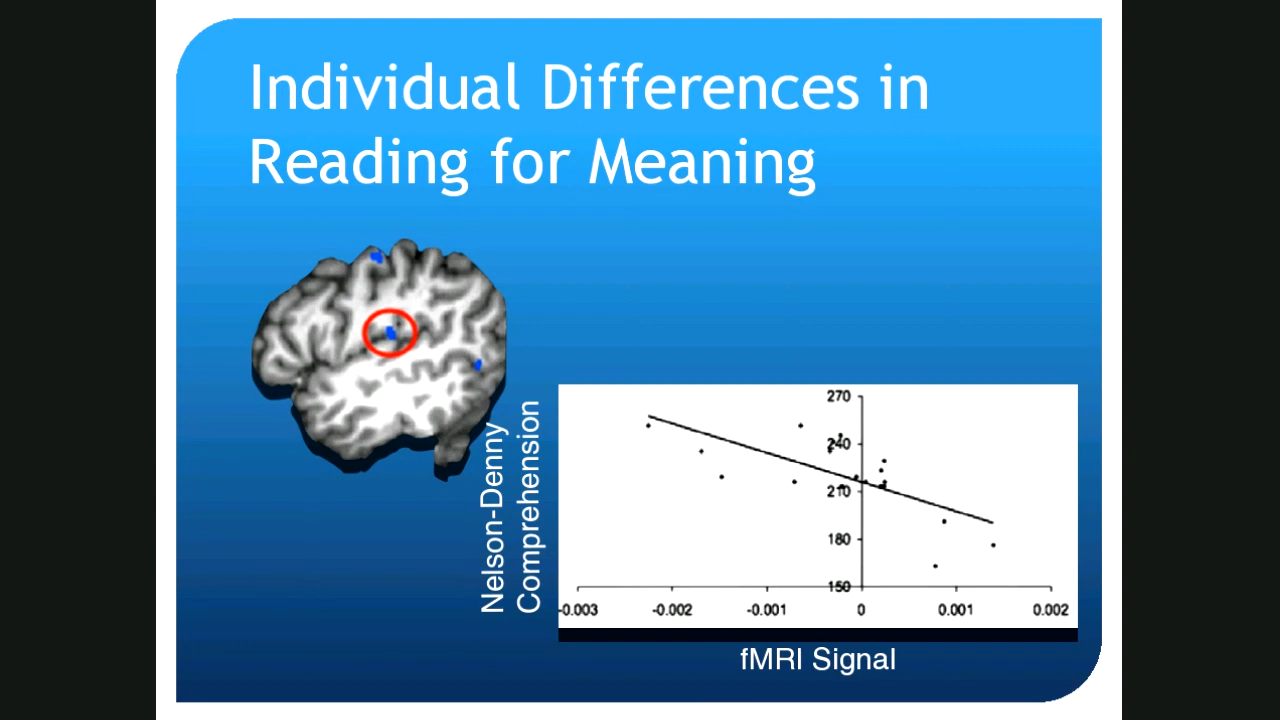 Individual Differences in
Reading for Meaning
Nelson-Denny
Comprehension
270
240
210
180
150
-0.003 -0.002 -0.001 0 0.001 0.002
fMRI Signal